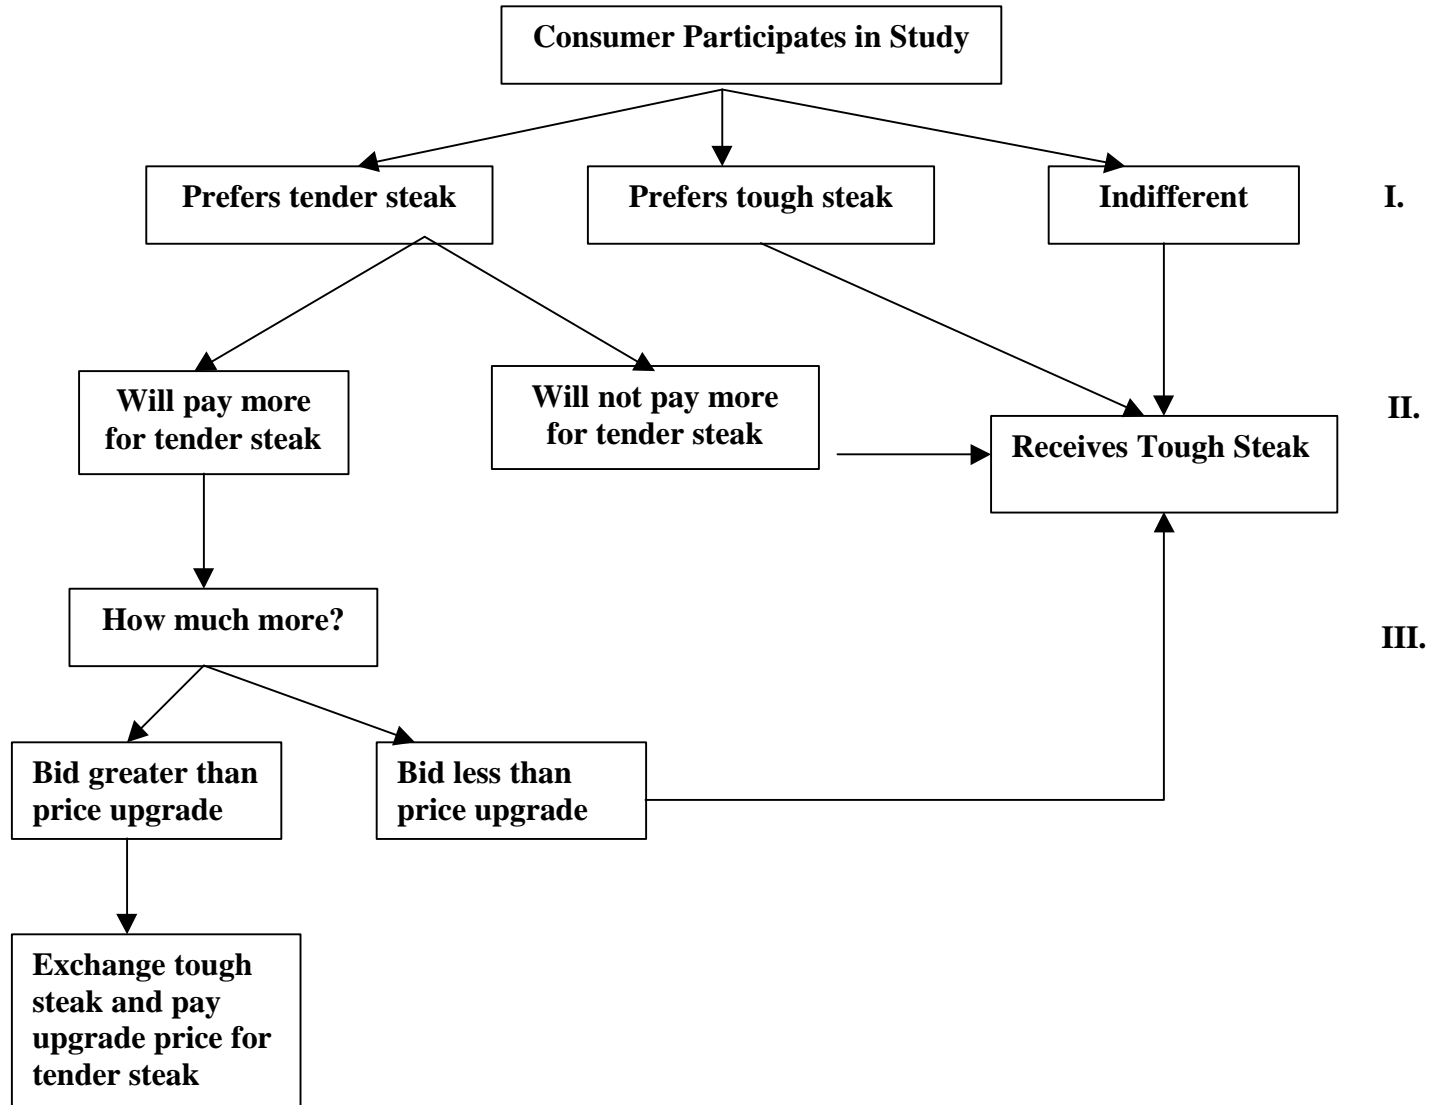 Consumer Participates in Study
Prefers tender steak
Prefers tough steak
Indifferent
I.
Will pay more
for tender steak
Will not pay more
for tender steak
Receives Tough Steak
II.
How much more?
III.
Bid greater than
price upgrade
Bid less than
price upgrade
Exchange tough
steak and pay
upgrade price for
tender steak